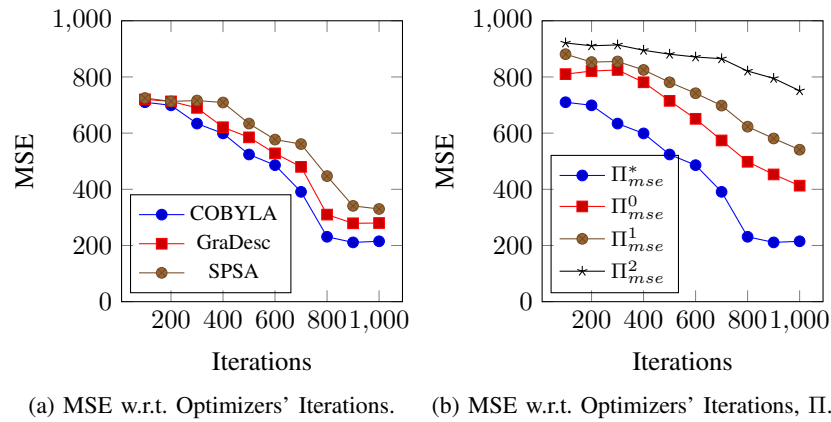 1,000
800
600
400
200
0
MSE
COBYLA
GraDesc
SPSA
200 400 600 800 1,000
Iterations
(a) MSE w.r.t. Optimizers' Iterations.
1,000
800
600
400
200
0
MSE
Π*mse
Π0mse
Π1mse
Π2mse
200 400 600 800 1,000
Iterations
(b) MSE w.r.t. Optimizers' Iterations, Π.